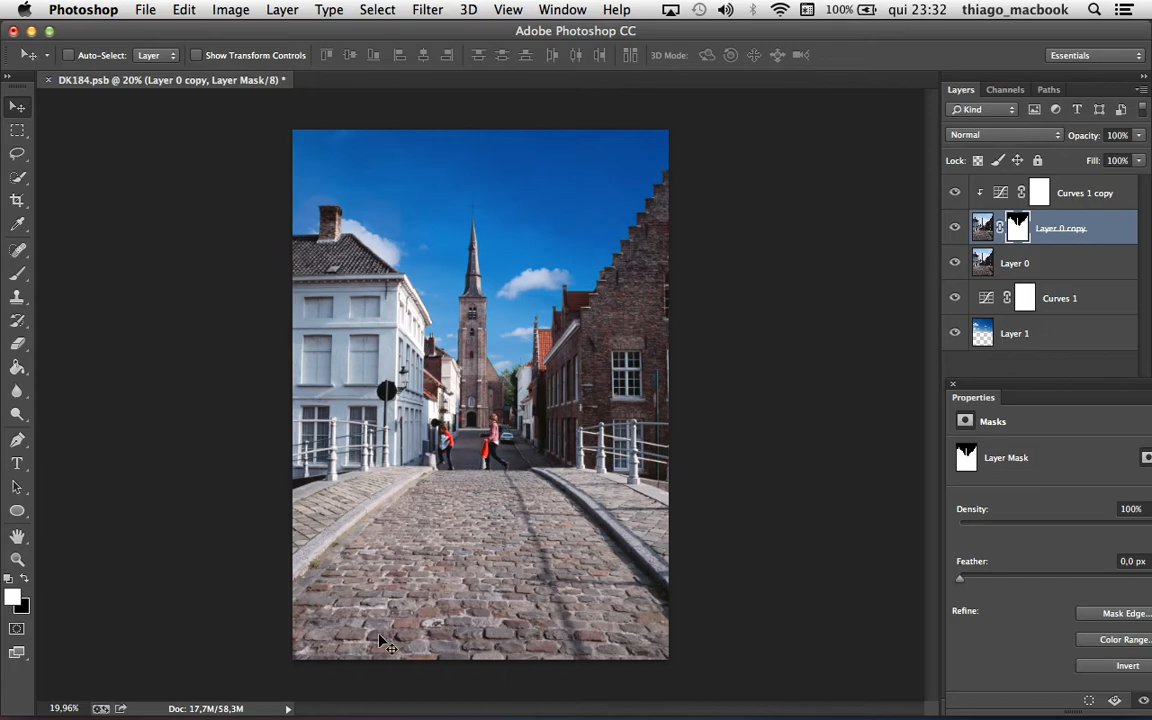 Photoshop File Edit Image Layer Type Select Filter 3D View Window Help 100% qui 23:32 thiago_macbook
Adobe Photoshop CC
Auto-Select: Layer Show Transform Controls 3D Mode: Essentials
× DK184.psb @ 20% (Layer 0 copy, Layer Mask/8) *
Layers Channels Paths
Kind
Normal Opacity: 100%
Lock: Fill: 100%
Curves 1 copy
Layer 0 copy
Layer 0
Curves 1
Layer 1
Properties
Masks
Layer Mask
Density: 100%
Feather: 0,0 px
Refine: Mask Edge...
Color Range...
Invert
19,96% Doc: 17,7M/58,3M